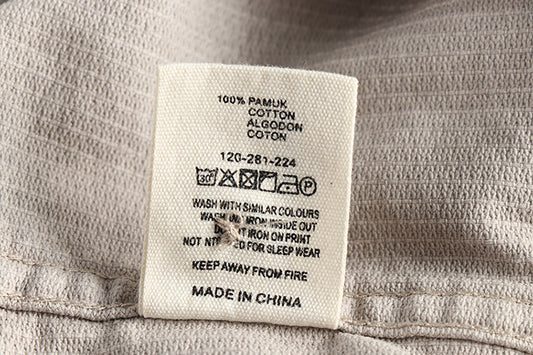 100% PAMUK
COTTON
ALGODON
COTON
120-281-224
30°
P
WASH WITH SIMILAR COLOURS
WASH IRON INSIDE OUT
IRON ON PRINT
NOT FOR SLEEP WEAR
KEEP AWAY FROM FIRE
MADE IN CHINA